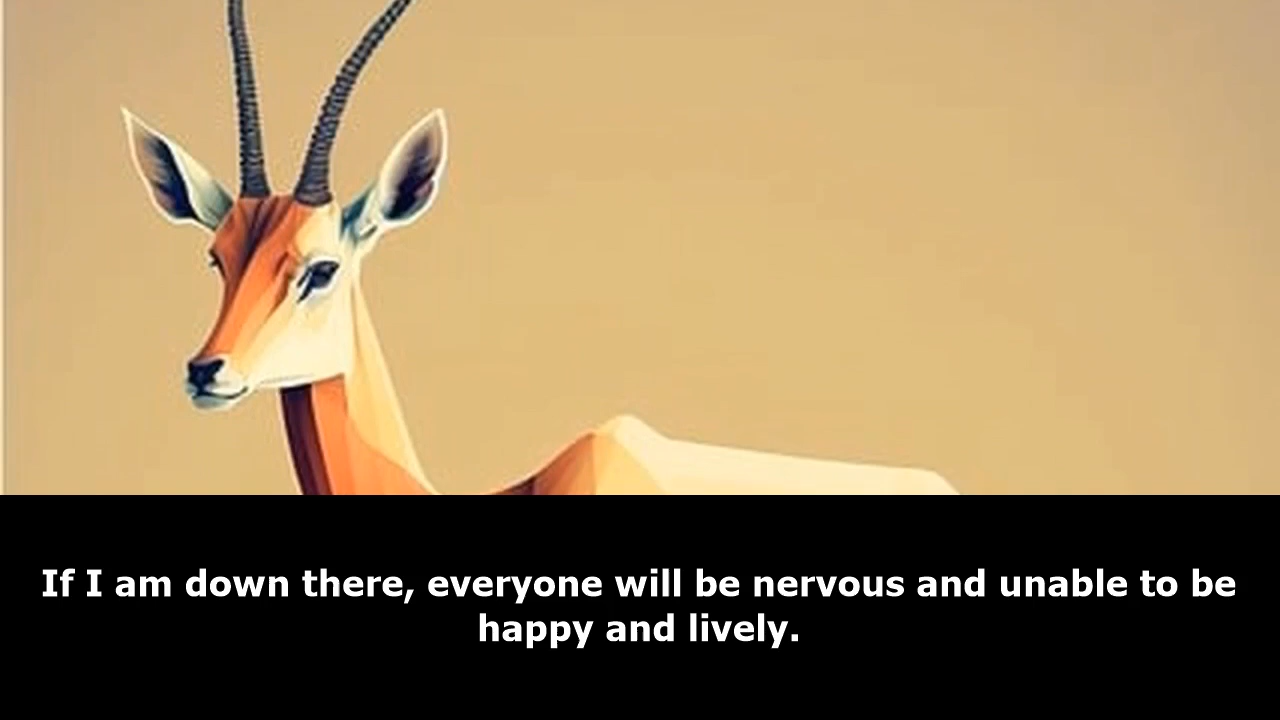 If I am down there, everyone will be nervous and unable to be
happy and lively.